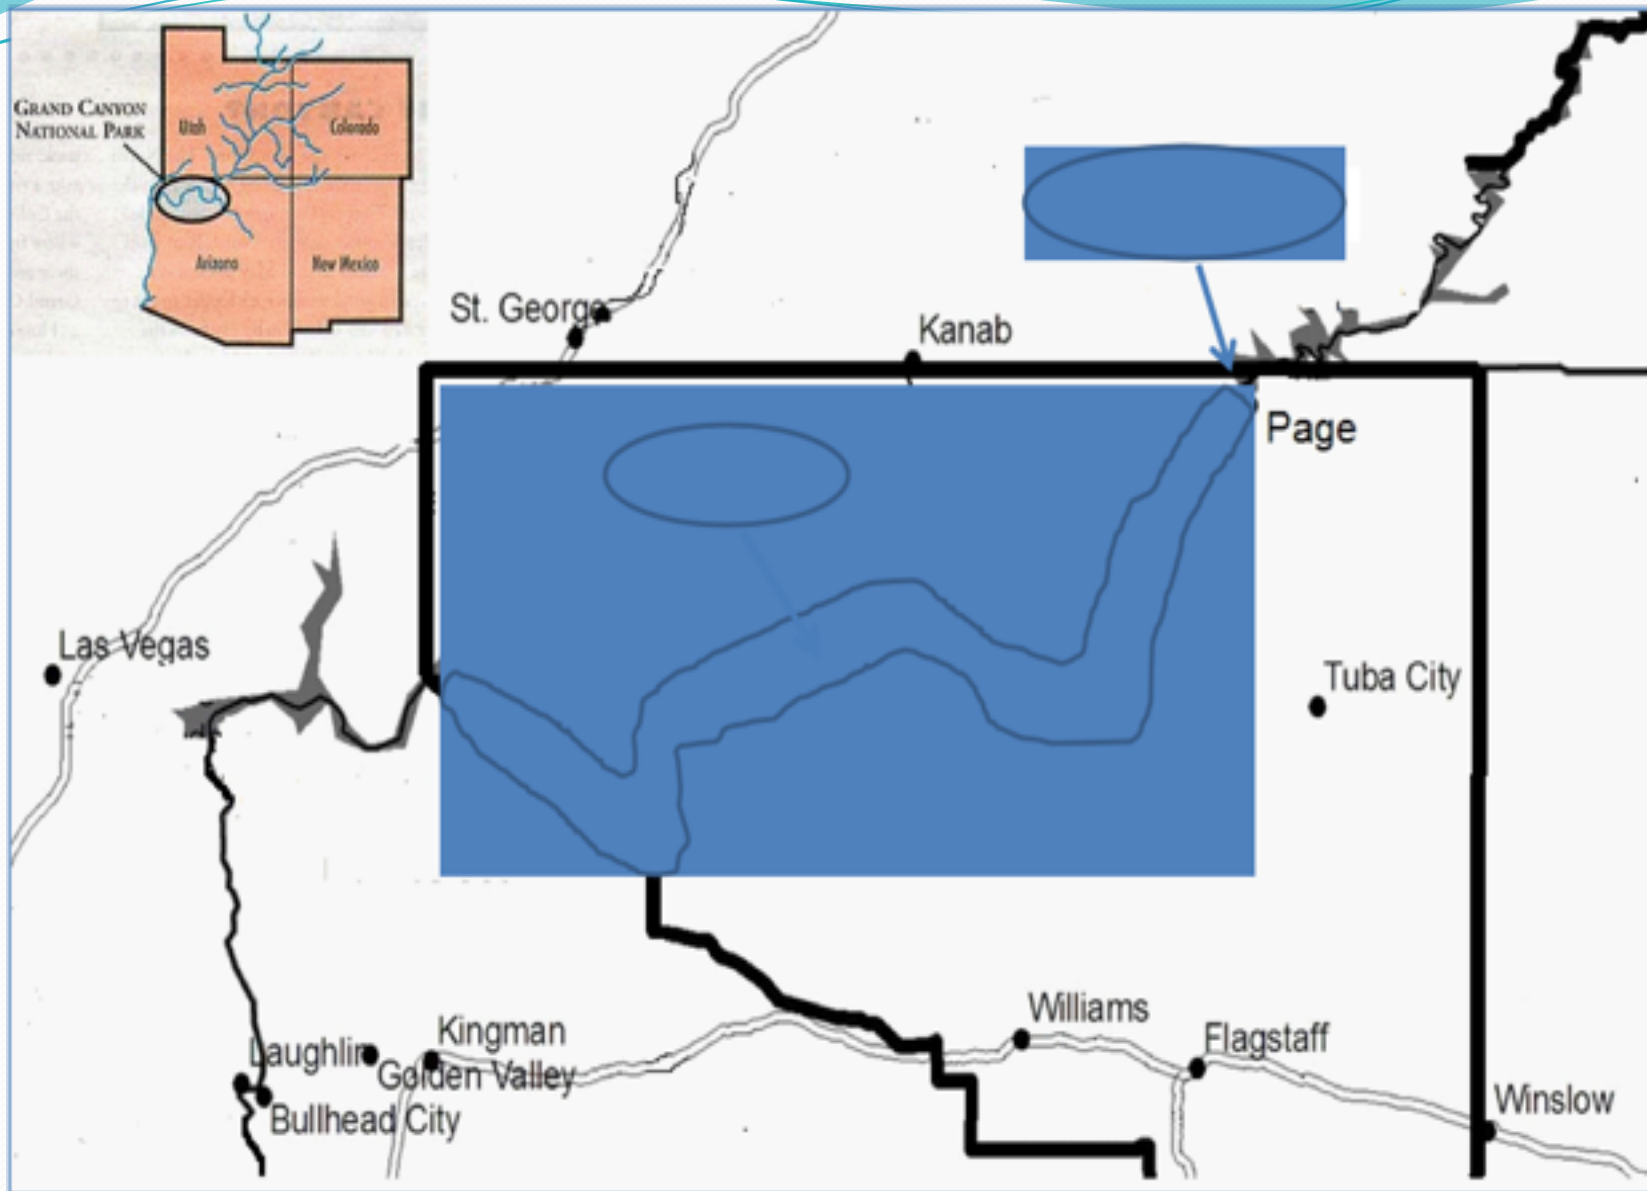 GRAND CANYON
NATIONAL PARK
Utah
Colorado
Arizona
New Mexico
St. George
Kanab
Page
Las Vegas
Tuba City
Williams
Kingman
Flagstaff
Laughlin
Golden Valley
Winslow
Bullhead City